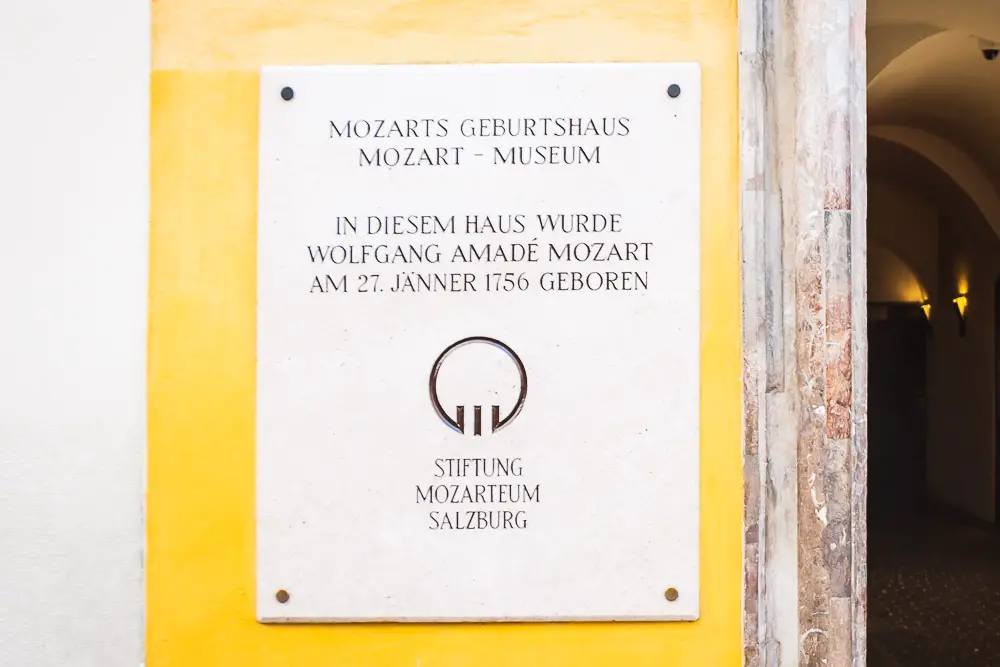 MOZARTS GEBURTSHAUS
MOZART - MUSEUM
IN DIESEM HAUS WURDE
WOLFGANG AMADÉ MOZART
AM 27. JÄNNER 1756 GEBOREN
STIFTUNG
MOZARTEUM
SALZBURG